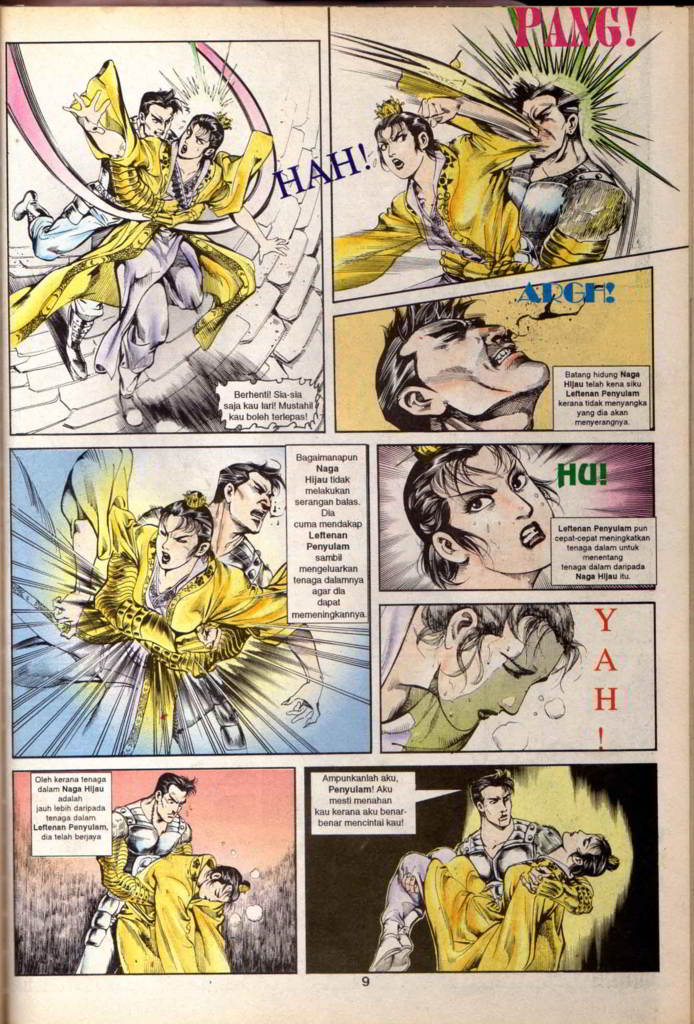 HAH!
Berhenti! Sia-sia
saja kau lari! Mustahil
kau boleh terlepas!
PANG!
ARGH!
Batang hidung Naga
Hijau telah kena siku
Leftenan Penyulam
kerana tidak menyangka
yang dia akan
menyerangnya.
Bagaimanapun
Naga
Hijau tidak
melakukan
serangan balas.
Dia
cuma mendakap
Leftenan
Penyulam
sambil
mengeluarkan
tenaga dalamnya
agar dia
dapat
memeningkannya.
HU!
Leftenan Penyulam pun
cepat-cepat meningkatkan
tenaga dalam untuk
menentang
tenaga dalam daripada
Naga Hijau itu.
YAH!
Oleh kerana tenaga
dalam Naga Hijau
adalah
jauh lebih daripada
tenaga dalam
Leftenan Penyulam,
dia telah berjaya
Ampunkanlah aku,
Penyulam! Aku
mesti menahan
kau kerana aku benar-
benar mencintai kau!
9